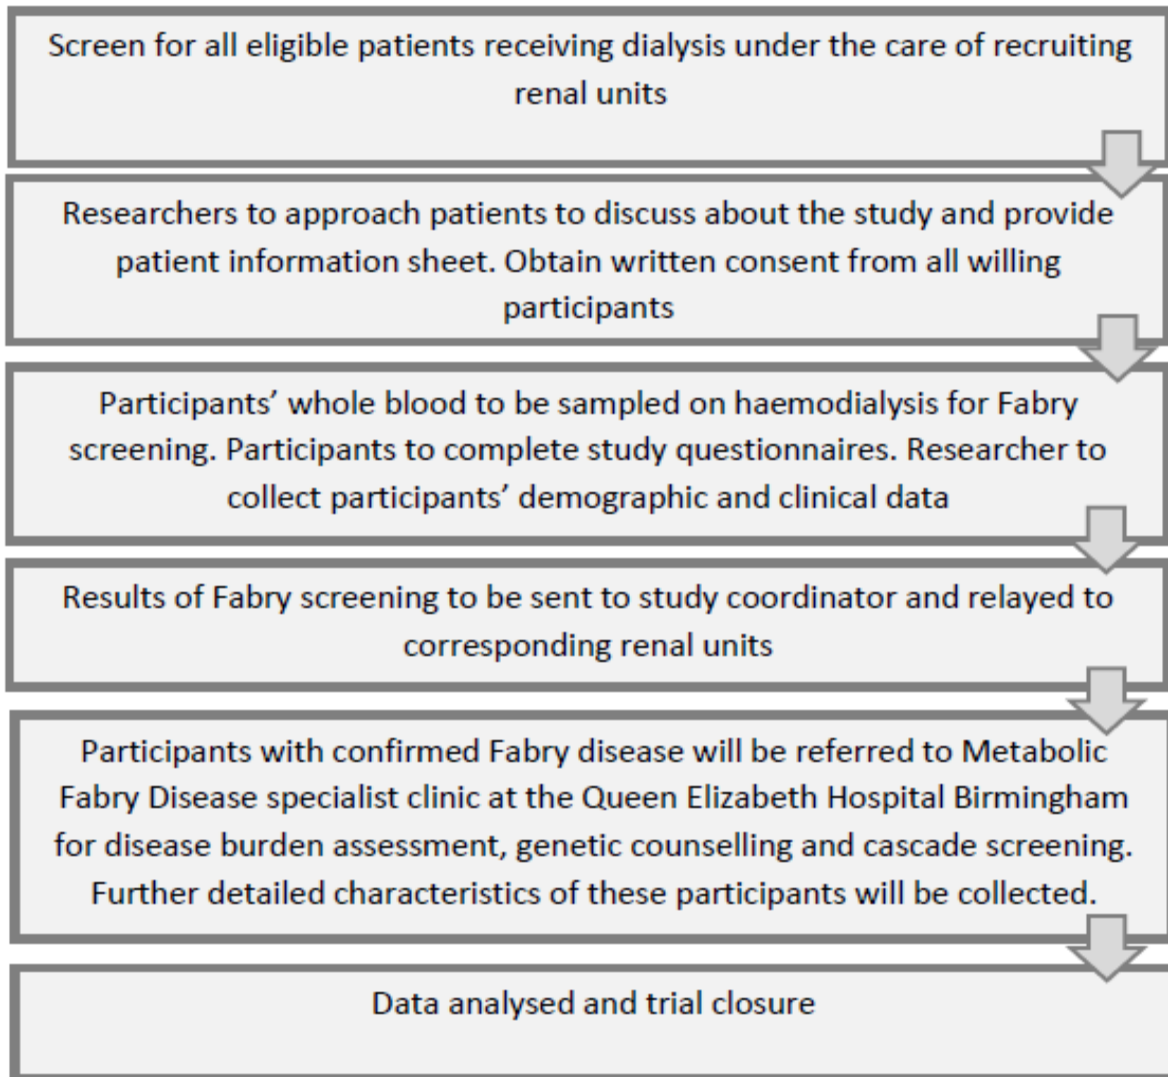 Screen for all eligible patients receiving dialysis under the care of recruiting
renal units
Researchers to approach patients to discuss about the study and provide
patient information sheet. Obtain written consent from all willing
participants
Participants’ whole blood to be sampled on haemodialysis for Fabry
screening. Participants to complete study questionnaires. Researcher to
collect participants’ demographic and clinical data
Results of Fabry screening to be sent to study coordinator and relayed to
corresponding renal units
Participants with confirmed Fabry disease will be referred to Metabolic
Fabry Disease specialist clinic at the Queen Elizabeth Hospital Birmingham
for disease burden assessment, genetic counselling and cascade screening.
Further detailed characteristics of these participants will be collected.
Data analysed and trial closure